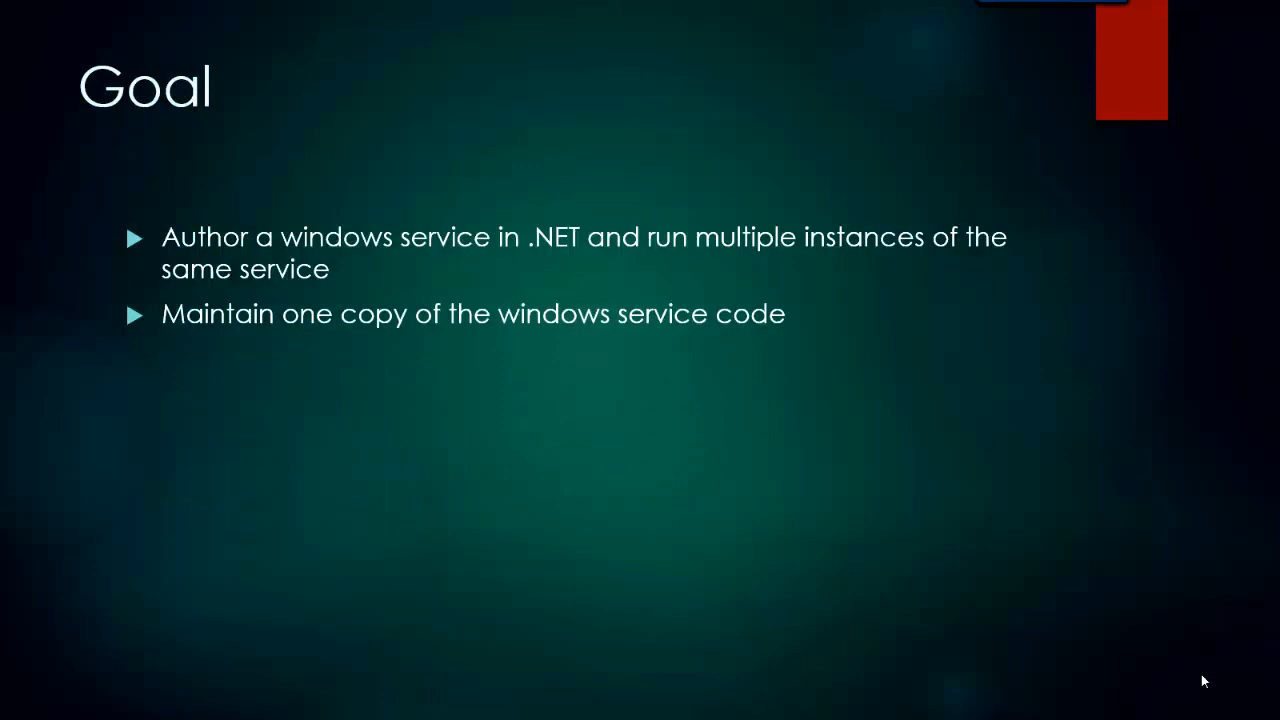 Goal
Author a windows service in .NET and run multiple instances of the
same service
Maintain one copy of the windows service code